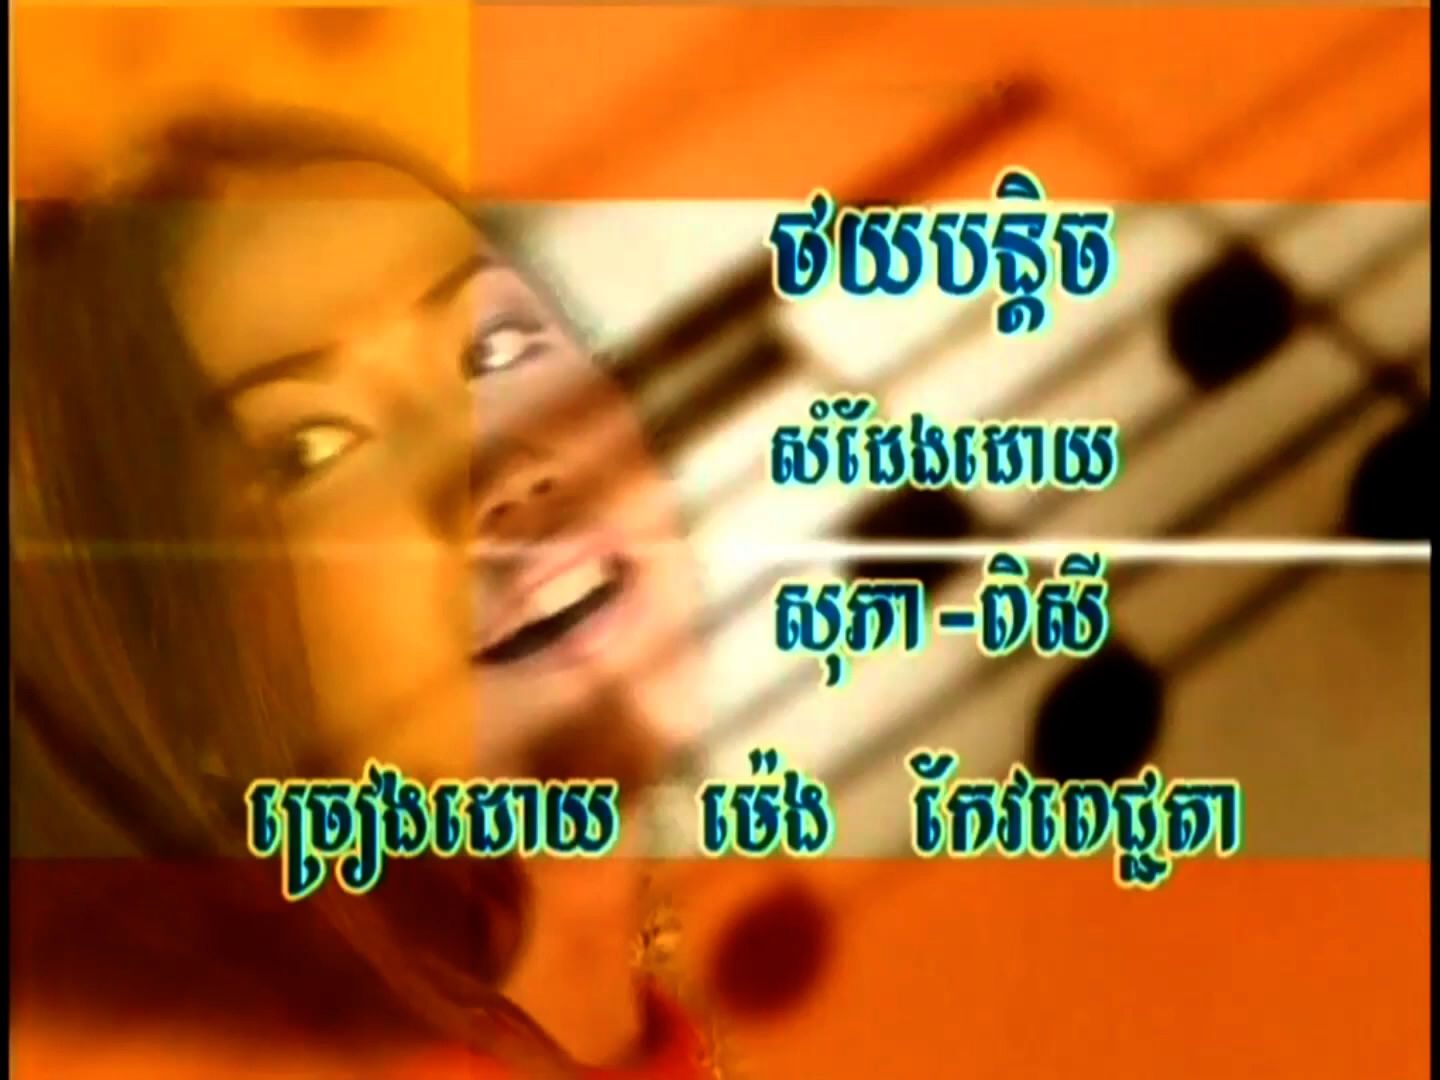 ថយបន្តិច
សំដែងដោយ
សុភា -ពិសី
ច្រៀងដោយ ម៉េង កែវពេជ្ជតា